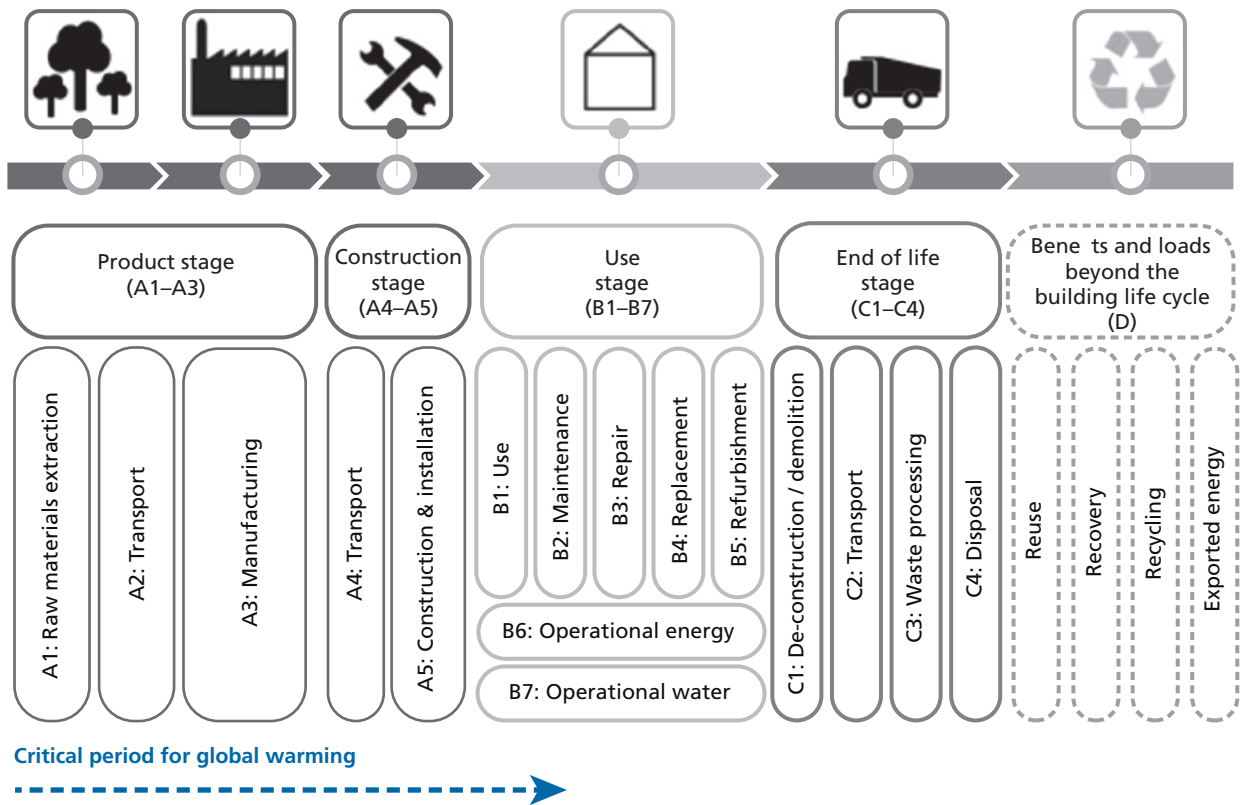 Product stage
(A1–A3)
Construction
stage
(A4–A5)
Use
stage
(B1–B7)
End of life
stage
(C1–C4)
Bene ts and loads
beyond the
building life cycle
(D)
A1: Raw materials extraction
A2: Transport
A3: Manufacturing
A4: Transport
A5: Construction & installation
B1: Use
B2: Maintenance
B3: Repair
B4: Replacement
B5: Refurbishment
B6: Operational energy
B7: Operational water
C1: De-construction / demolition
C2: Transport
C3: Waste processing
C4: Disposal
Reuse
Recovery
Recycling
Exported energy
Critical period for global warming